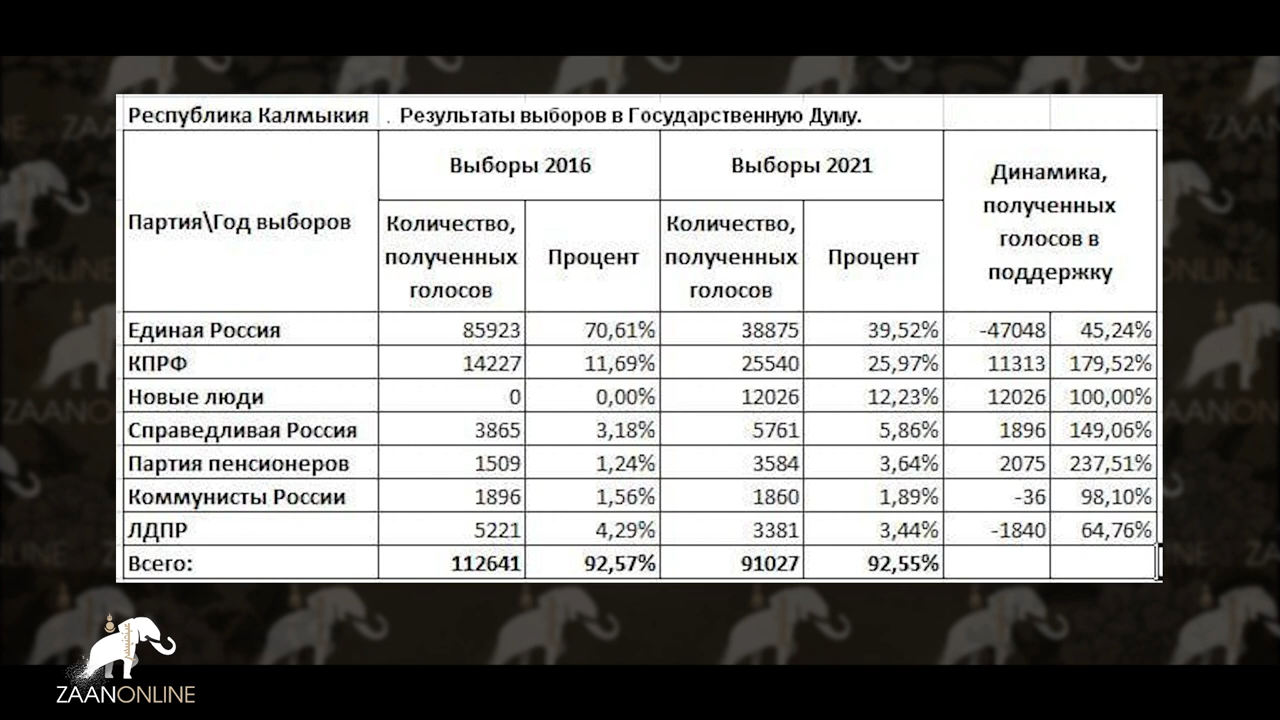 Республика Калмыкия . Результаты выборов в Государственную Думу.
Партия\Год выборов Выборы 2016 Выборы 2021 Динамика, полученных голосов в поддержку
Количество, полученных голосов Процент Количество, полученных голосов Процент
Единая Россия 85923 70,61% 38875 39,52% -47048 45,24%
КПРФ 14227 11,69% 25540 25,97% 11313 179,52%
Новые люди 0 0,00% 12026 12,23% 12026 100,00%
Справедливая Россия 3865 3,18% 5761 5,86% 1896 149,06%
Партия пенсионеров 1509 1,24% 3584 3,64% 2075 237,51%
Коммунисты России 1896 1,56% 1860 1,89% -36 98,10%
ЛДПР 5221 4,29% 3381 3,44% -1840 64,76%
Всего: 112641 92,57% 91027 92,55%
ZAANONLINE